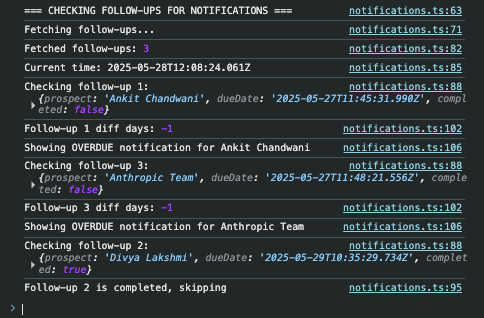 === CHECKING FOLLOW-UPS FOR NOTIFICATIONS === notifications.ts:63
Fetching follow-ups... notifications.ts:71
Fetched follow-ups: 3 notifications.ts:82
Current time: 2025-05-28T12:08:24.061Z notifications.ts:85
Checking follow-up 1: notifications.ts:88
{prospect: 'Ankit Chandwani', dueDate: '2025-05-27T11:45:31.990Z', compl
eted: false}
Follow-up 1 diff days: -1 notifications.ts:102
Showing OVERDUE notification for Ankit Chandwani notifications.ts:106
Checking follow-up 3: notifications.ts:88
{prospect: 'Anthropic Team', dueDate: '2025-05-27T11:48:21.556Z', comple
ted: false}
Follow-up 3 diff days: -1 notifications.ts:102
Showing OVERDUE notification for Anthropic Team notifications.ts:106
Checking follow-up 2: notifications.ts:88
{prospect: 'Divya Lakshmi', dueDate: '2025-05-29T10:35:29.734Z', complet
ed: true}
Follow-up 2 is completed, skipping notifications.ts:95
>